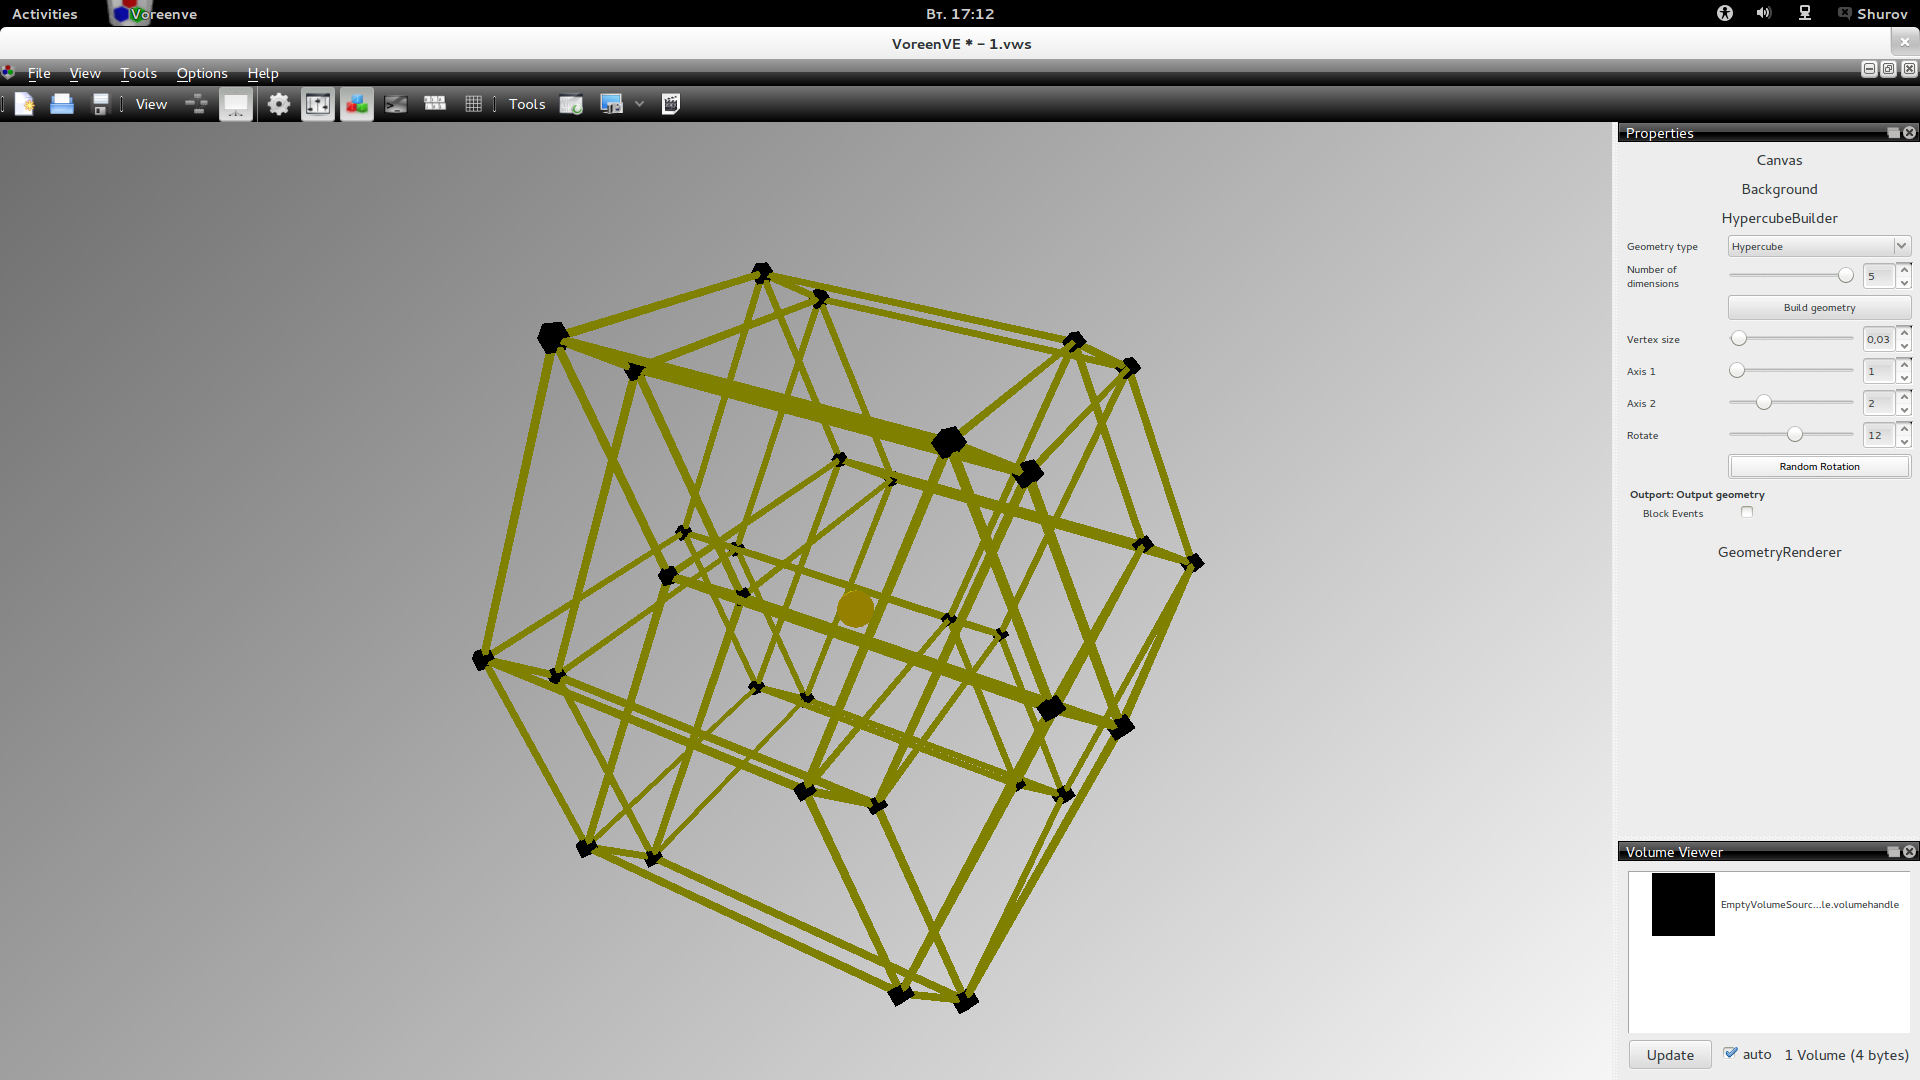 Activities Voreenve Вт. 17:12 Shurov
VoreenVE * – 1.vws
File View Tools Options Help
View Tools
Properties
Canvas
Background
HypercubeBuilder
Geometry type Hypercube
Number of dimensions 5
Build geometry
Vertex size 0,03
Axis 1 1
Axis 2 2
Rotate 12
Random Rotation
Outport: Output geometry
Block Events
GeometryRenderer
Volume Viewer
EmptyVolumeSourc...le.volumehandle
Update auto 1 Volume (4 bytes)